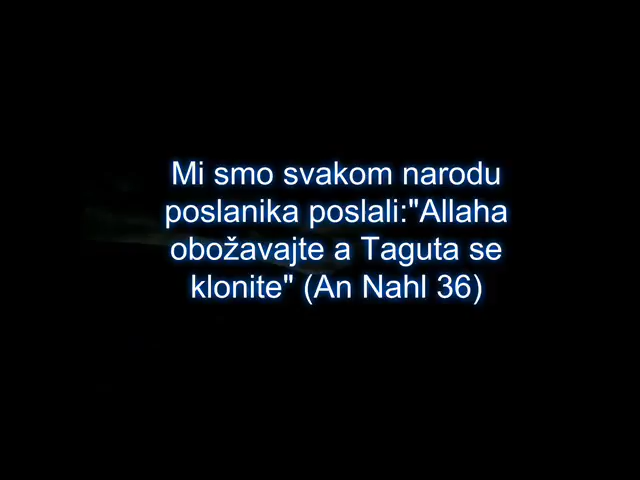 Mi smo svakom narodu
poslanika poslali:"Allaha
obožavajte a Taguta se
klonite" (An Nahl 36)